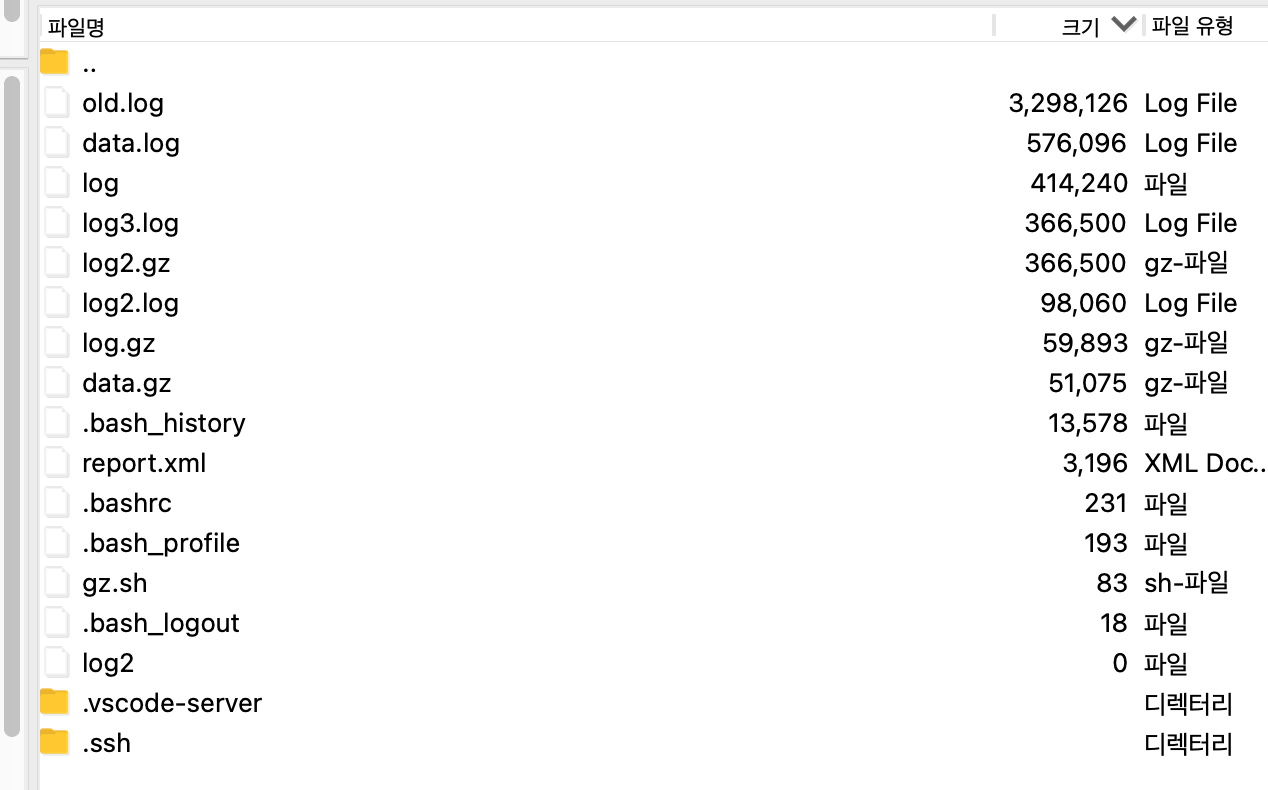 파일명 크기 파일 유형
..
old.log 3,298,126 Log File
data.log 576,096 Log File
log 414,240 파일
log3.log 366,500 Log File
log2.gz 366,500 gz-파일
log2.log 98,060 Log File
log.gz 59,893 gz-파일
data.gz 51,075 gz-파일
.bash_history 13,578 파일
report.xml 3,196 XML Doc..
.bashrc 231 파일
.bash_profile 193 파일
gz.sh 83 sh-파일
.bash_logout 18 파일
log2 0 파일
.vscode-server 디렉터리
.ssh 디렉터리